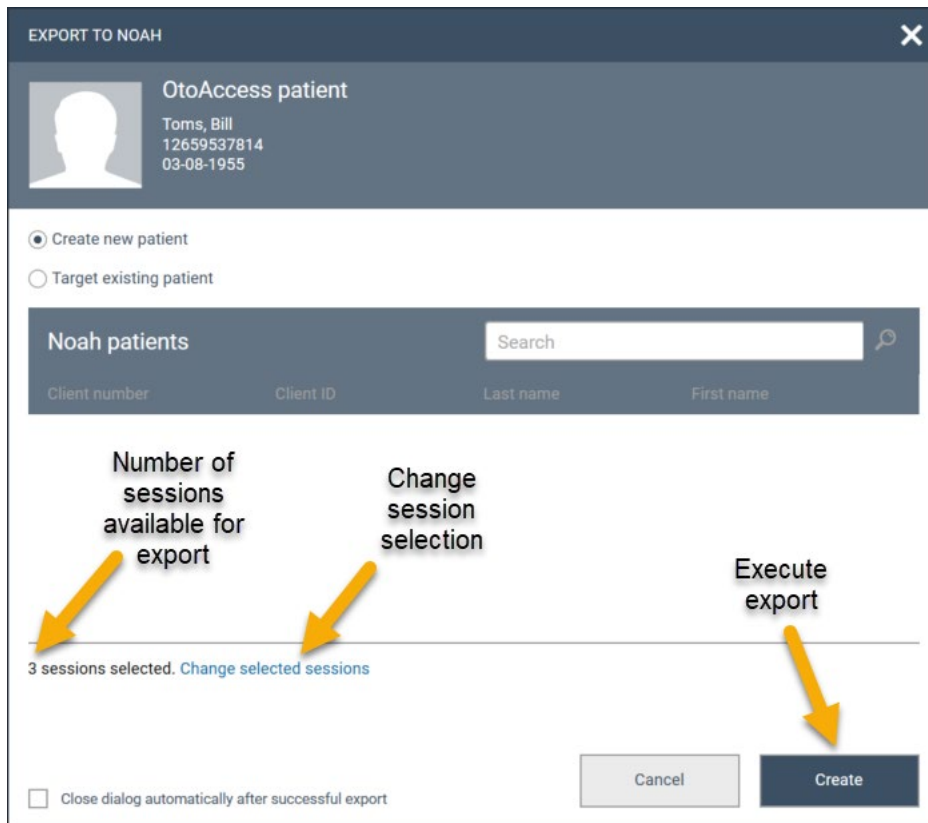 EXPORT TO NOAH
OtoAccess patient
Toms, Bill
12659537814
03-08-1955
Create new patient
Target existing patient
Noah patients
Search
Client number Client ID Last name First name
Number of
sessions
available for
export
Change
session
selection
Execute
export
3 sessions selected. Change selected sessions
Cancel
Create
Close dialog automatically after successful export